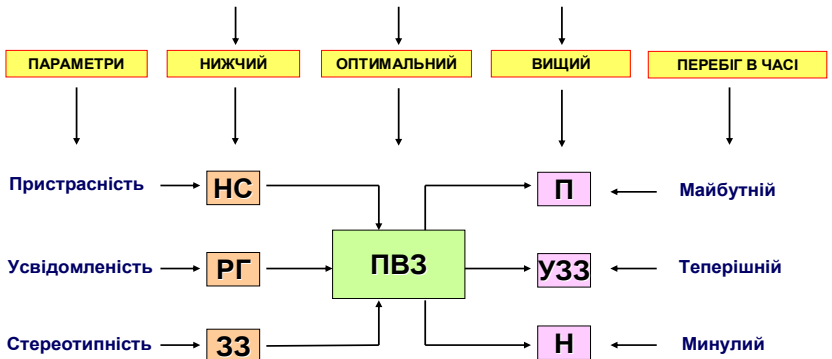 ПАРАМЕТРИ НИЖЧИЙ ОПТИМАЛЬНИЙ ВИЩИЙ ПЕРЕБІГ В ЧАСІ
Пристрасність НС П Майбутній
Усвідомленість РГ ПВЗ УЗЗ Теперішній
Стереотипність ЗЗ Н Минулий